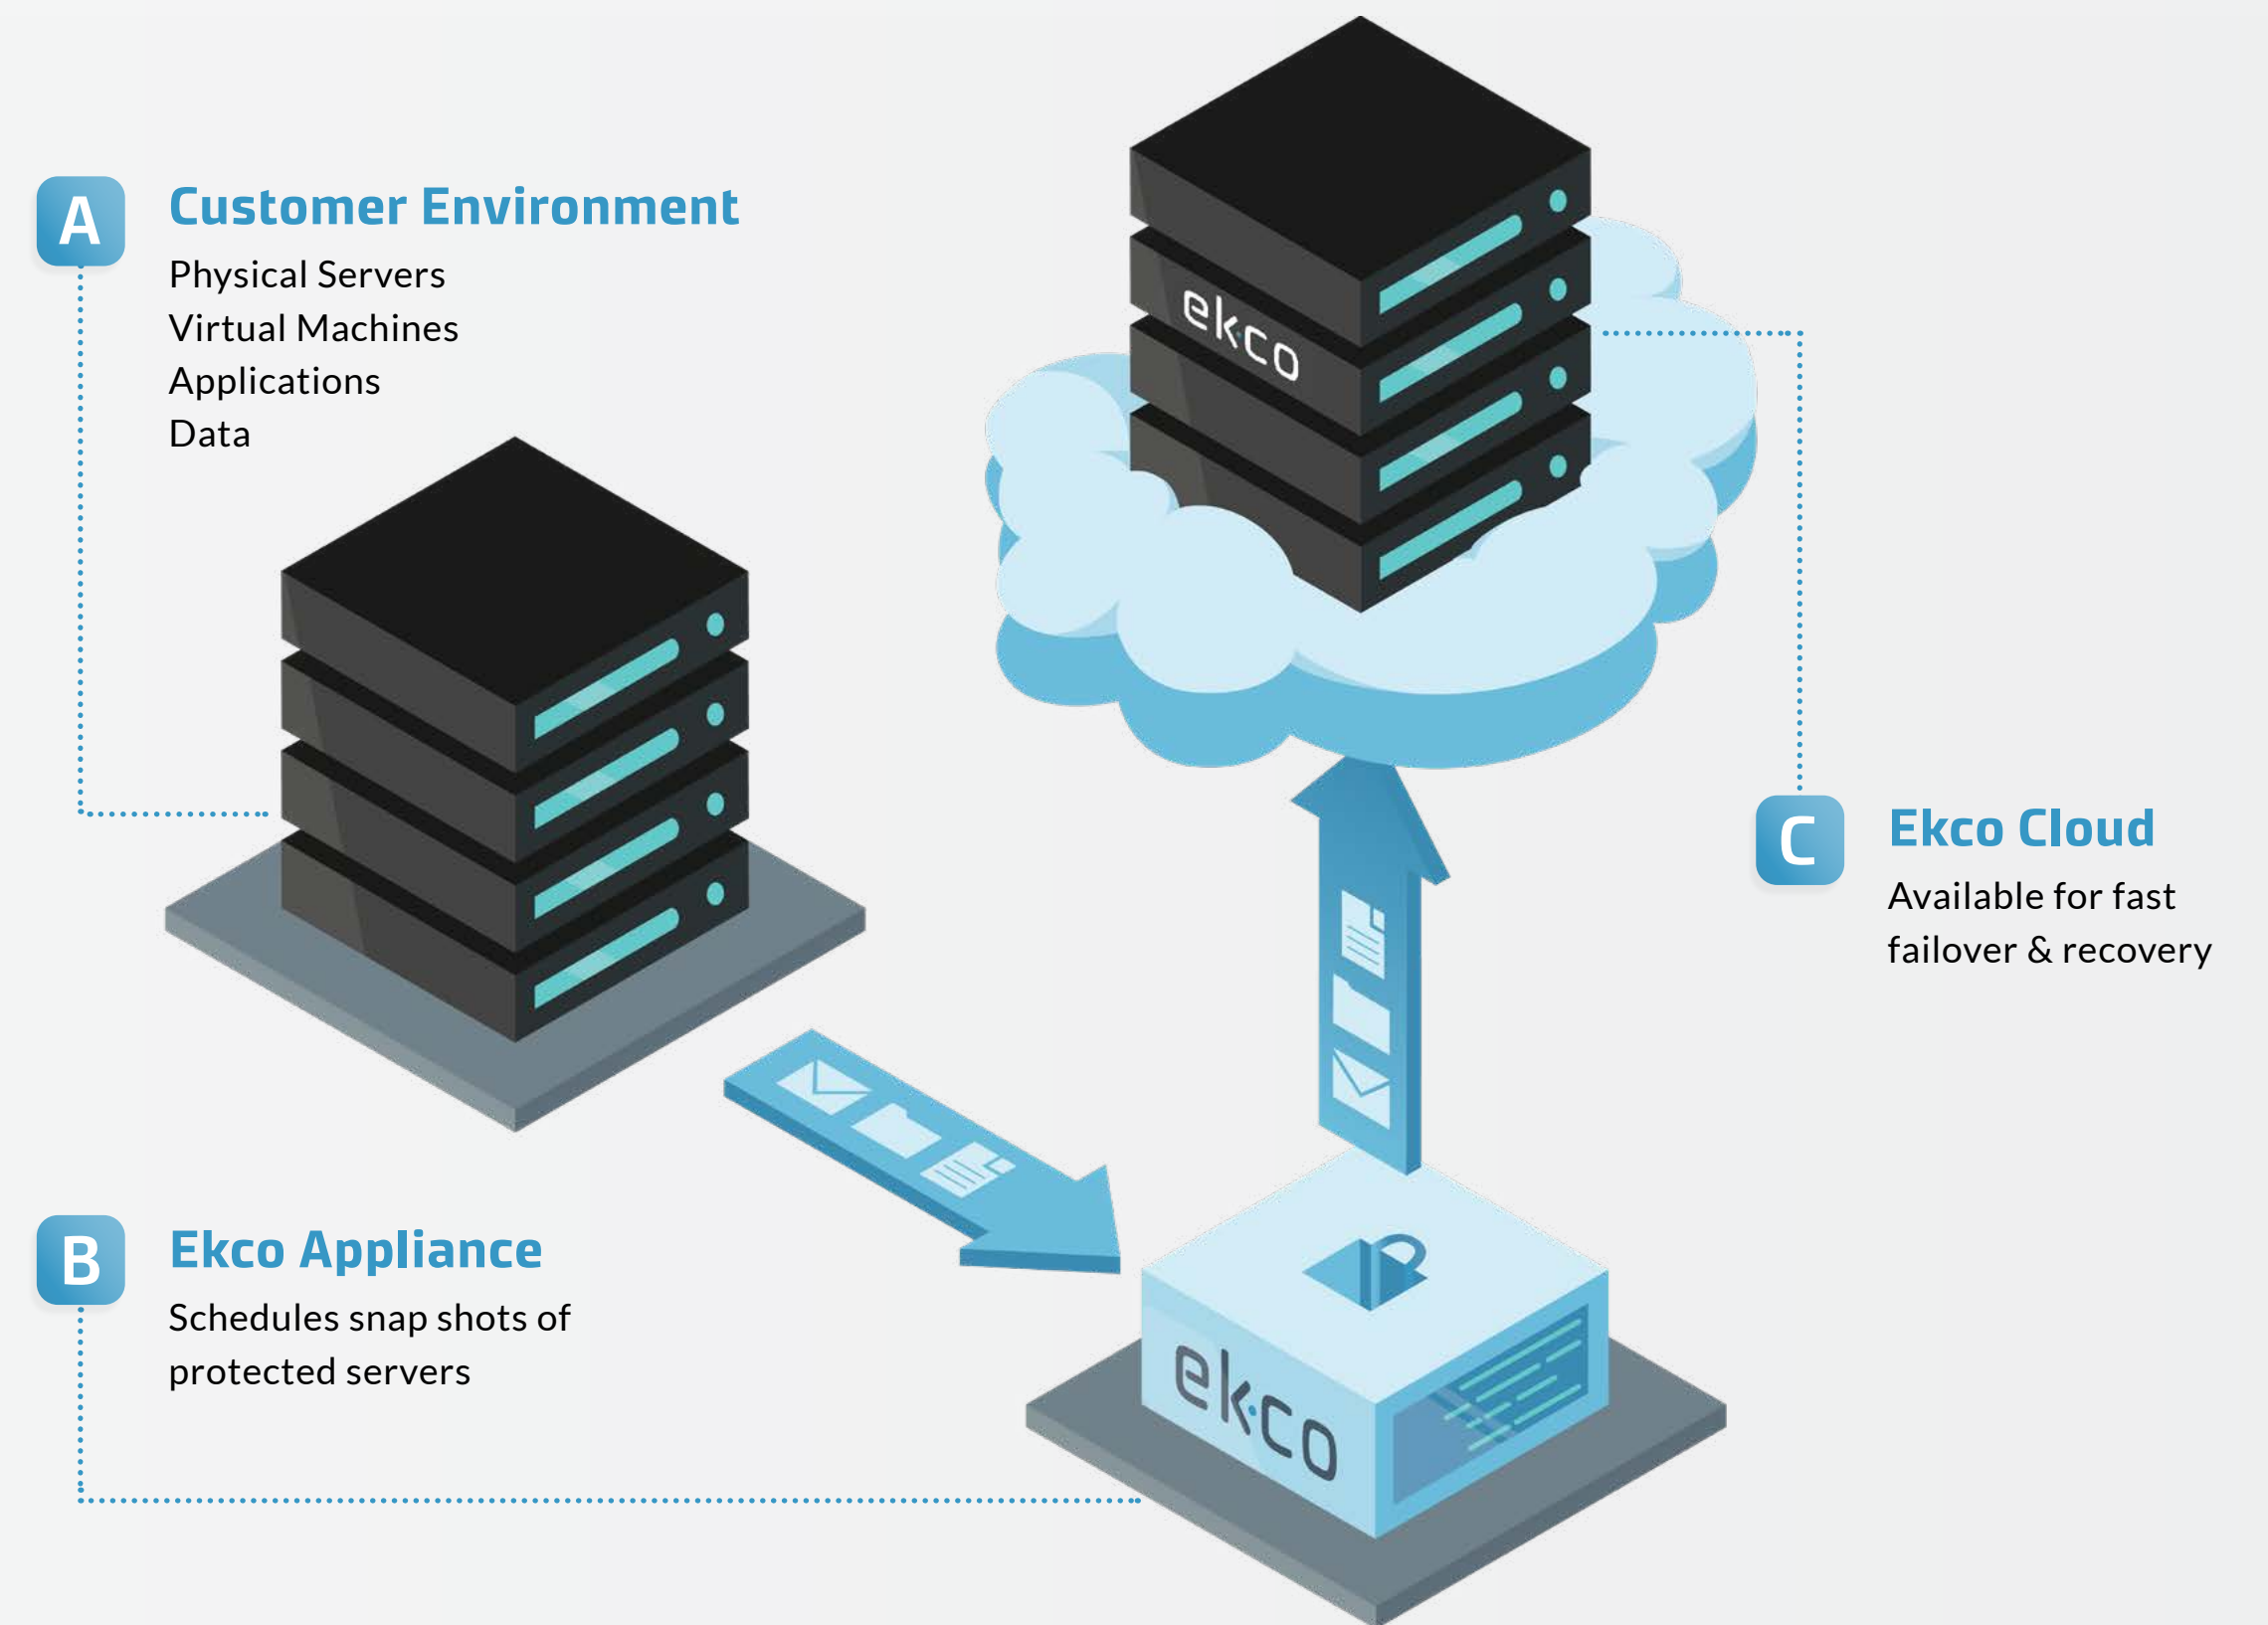 A
Customer Environment
Physical Servers
Virtual Machines
Applications
Data
ekco
C
Ekco Cloud
Available for fast
failover & recovery
B
Ekco Appliance
Schedules snap shots of
protected servers
ekco